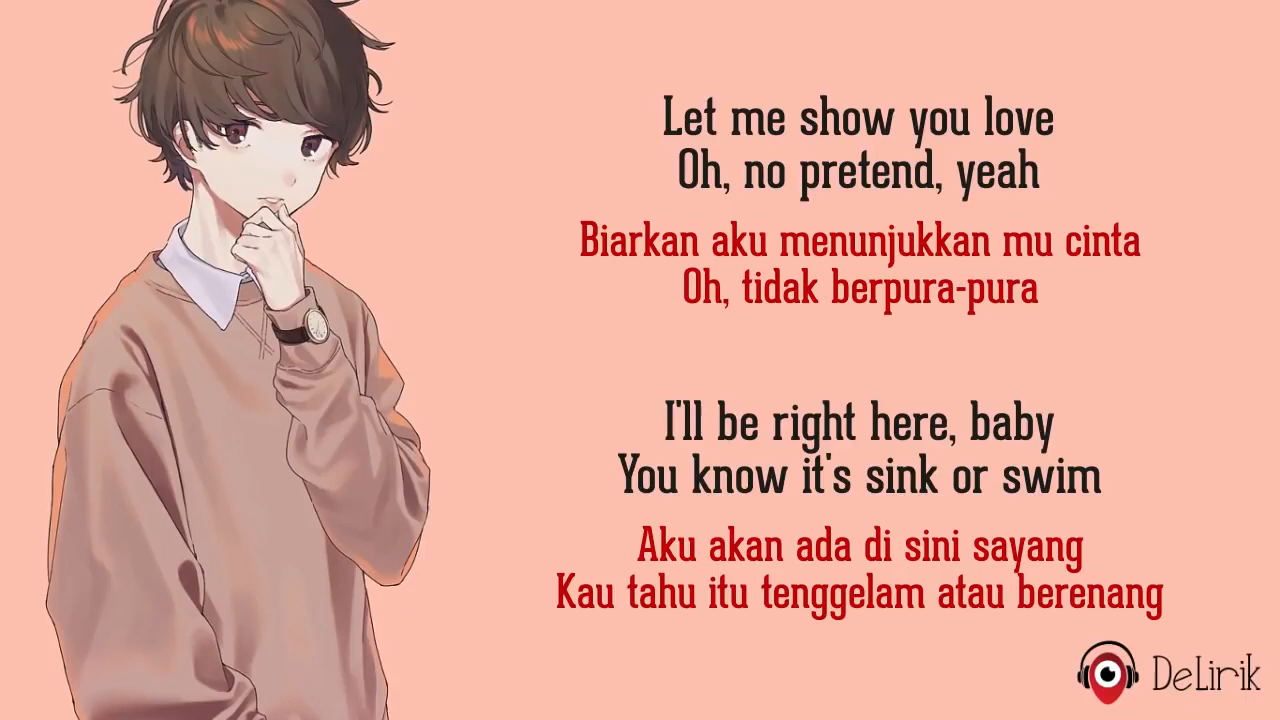 Let me show you love
Oh, no pretend, yeah
Biarkan aku menunjukkan mu cinta
Oh, tidak berpura-pura
I'll be right here, baby
You know it's sink or swim
Aku akan ada di sini sayang
Kau tahu itu tenggelam atau berenang
DeLirik